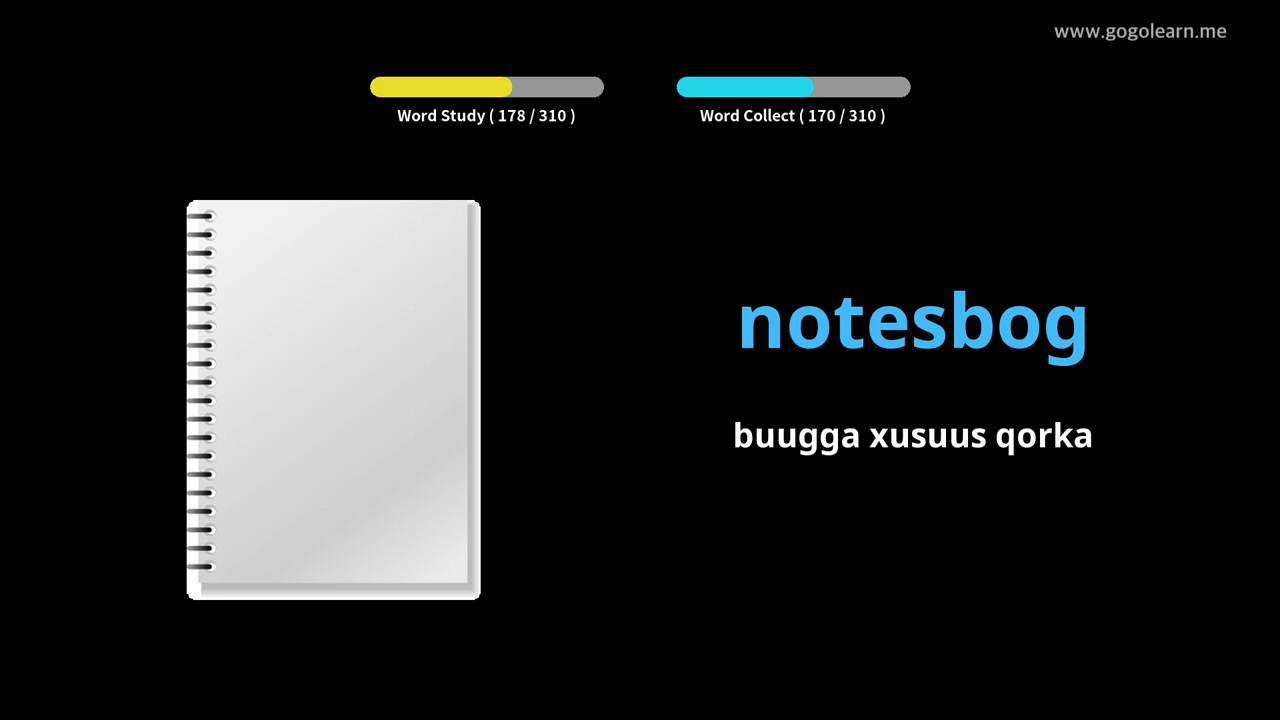 www.gogolearn.me
Word Study ( 178 / 310 )
Word Collect ( 170 / 310 )
notesbog
buugga xusuus qorka